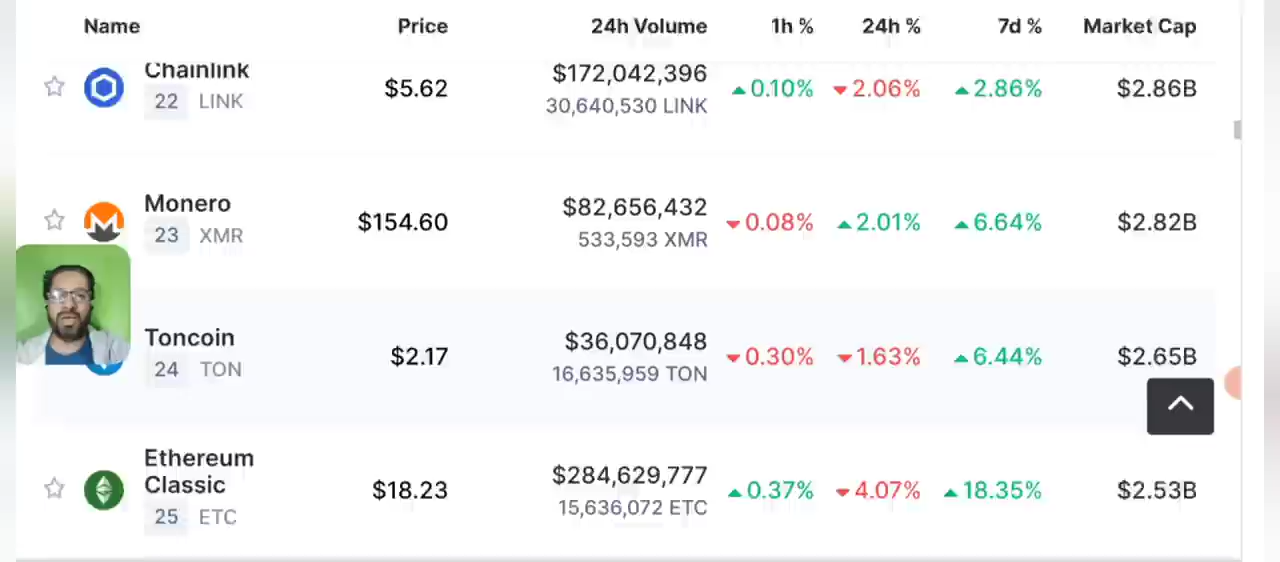 Name Price 24h Volume 1h % 24h % 7d % Market Cap
Chainlink
22 LINK
$5.62
$172,042,396
30,640,530 LINK
0.10%
2.06%
2.86%
$2.86B
Monero
23 XMR
$154.60
$82,656,432
533,593 XMR
0.08%
2.01%
6.64%
$2.82B
Toncoin
24 TON
$2.17
$36,070,848
16,635,959 TON
0.30%
1.63%
6.44%
$2.65B
Ethereum
Classic
25 ETC
$18.23
$284,629,777
15,636,072 ETC
0.37%
4.07%
18.35%
$2.53B